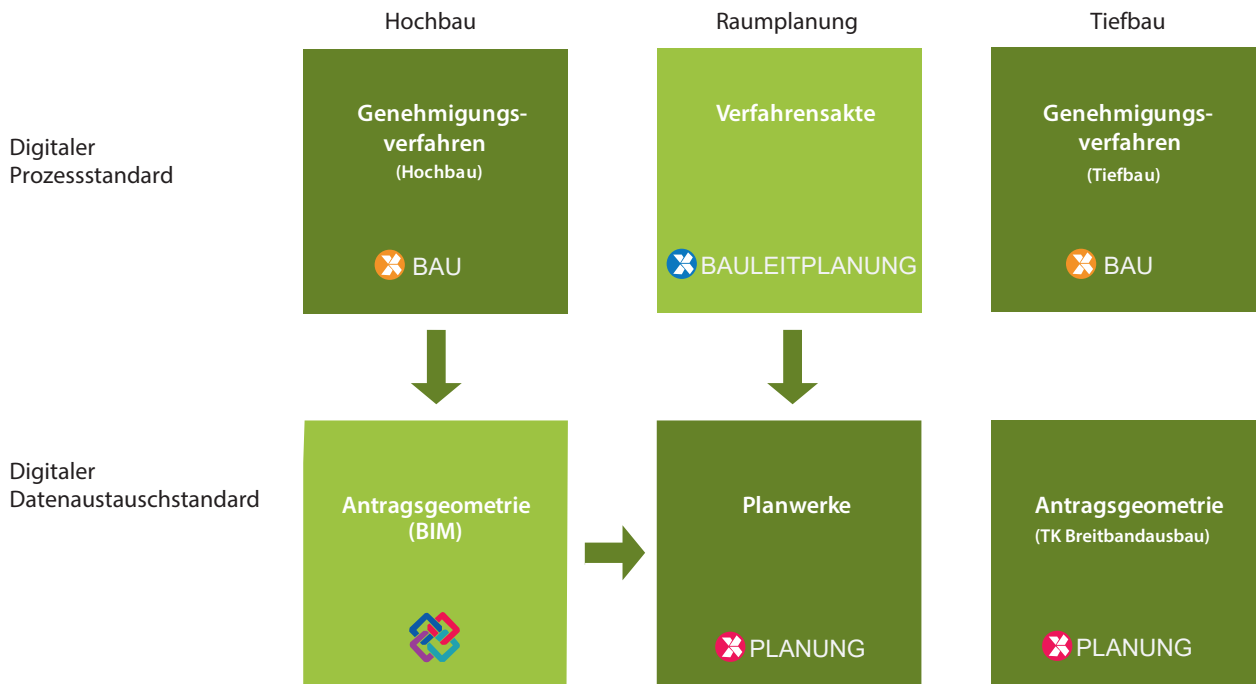 Hochbau
Raumplanung
Tiefbau
Digitaler
Prozessstandard
Genehmigungs-
verfahren
(Hochbau)
BAU
Verfahrensakte
BAULEITPLANUNG
Genehmigungs-
verfahren
(Tiefbau)
BAU
Digitaler
Datenaustauschstandard
Antragsgeometrie
(BIM)
Planwerke
PLANUNG
Antragsgeometrie
(TK Breitbandausbau)
PLANUNG